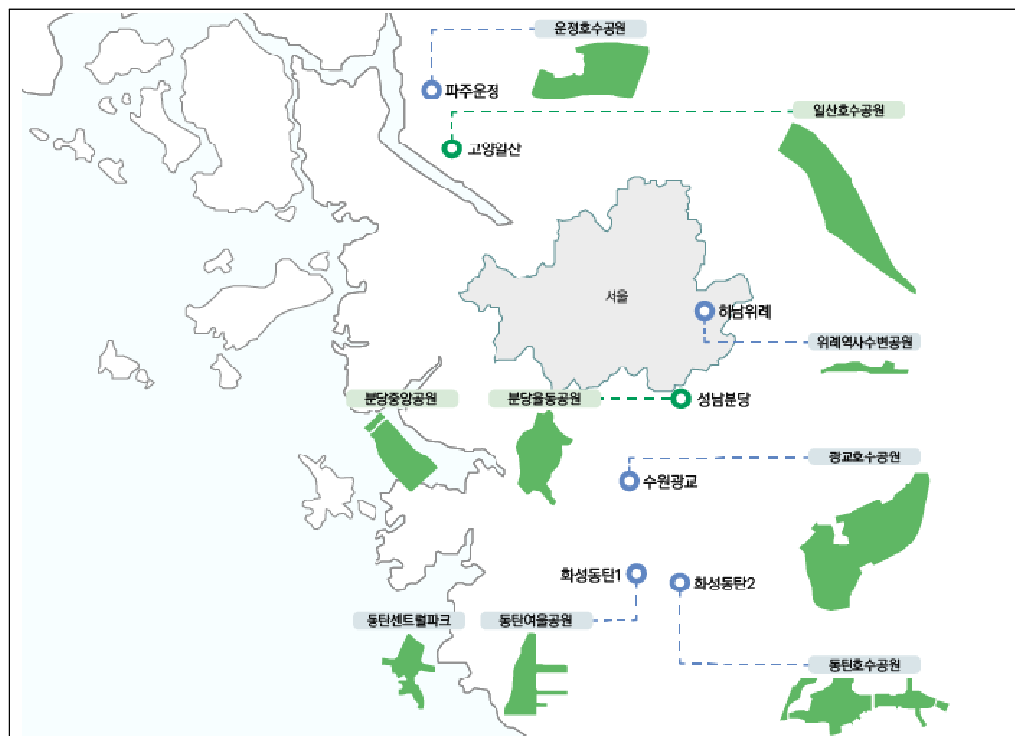 운정호수공원
파주운정
일산호수공원
고양일산
서울
하남위례
위례역사수변공원
분당중앙공원
분당율동공원
성남분당
광교호수공원
수원광교
화성동탄1
화성동탄2
동탄센트럴파크
동탄여울공원
동탄호수공원